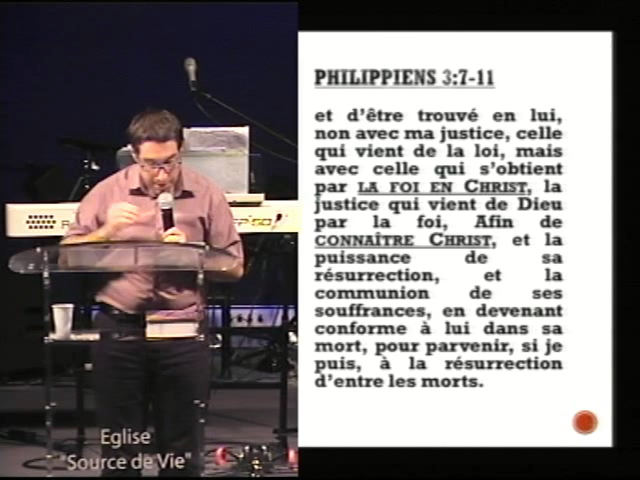 PHILIPPIENS 3:7-11
et d'être trouvé en lui,
non avec ma justice, celle
qui vient de la loi, mais
avec celle qui s'obtient
par LA FOI EN CHRIST, la
justice qui vient de Dieu
par la foi, Afin de
CONNAÎTRE CHRIST, et la
puissance de sa
résurrection, et la
communion de ses
souffrances, en devenant
conforme à lui dans sa
mort, pour parvenir, si je
puis, à la résurrection
d'entre les morts.
Eglise
"Source de Vie"